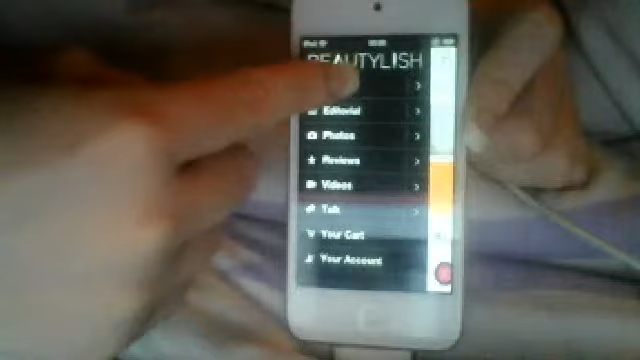 BEAUTYLISH
Editorial
Photos
Reviews
Videos
Talk
Your Cart
Your Account